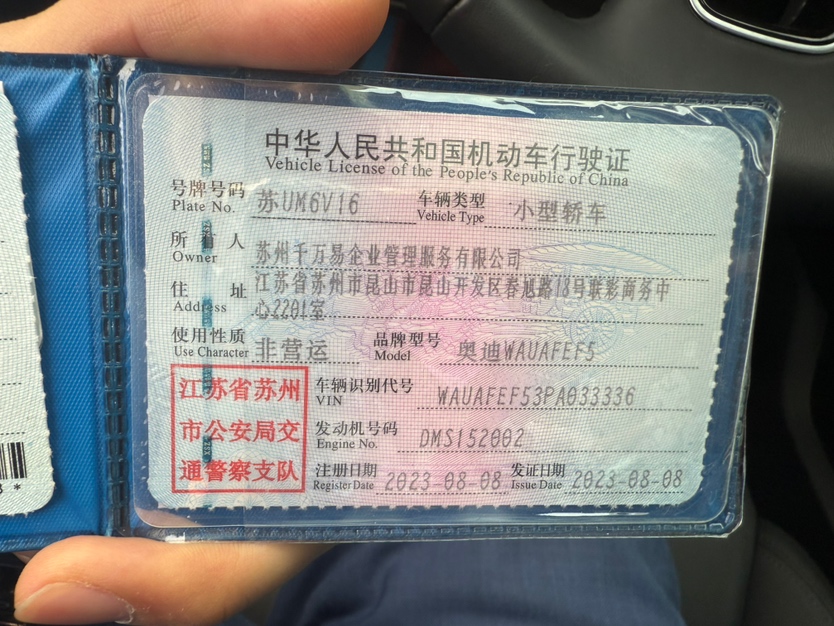 中华人民共和国机动车行驶证
Vehicle License of the People's Republic of China
号牌号码 苏UM6V16 车辆类型 小型轿车
Plate No. Vehicle Type
所有人 苏州千万易企业管理服务有限公司
Owner
住址 江苏省苏州市昆山市昆山开发区春旭路18号联彩商务中
Address 心2201室
使用性质 非营运 品牌型号 奥迪WAUAFEF5
Use Character Model
江苏省苏州
市公安局交
通警察支队
车辆识别代号 WAUAFEF53PA033336
VIN
发动机号码 DMS152002
Engine No.
注册日期 2023-08-08 发证日期 2023-08-08
Register Date Issue Date